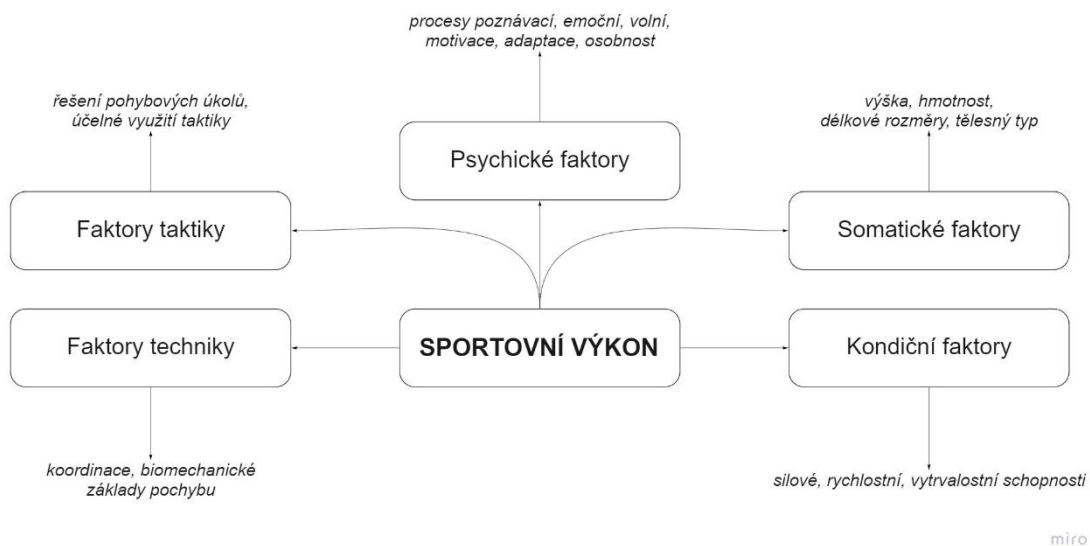 procesy poznávací, emoční, volní,
motivace, adaptace, osobnost
řešení pohybových úkolů,
účelné využití taktiky
výška, hmotnost,
délkové rozměry, tělesný typ
Psychické faktory
Faktory taktiky
Somatické faktory
Faktory techniky
SPORTOVNÍ VÝKON
Kondiční faktory
koordinace, biomechanické
základy pochybu
silové, rychlostní, vytrvalostní schopnosti
miro